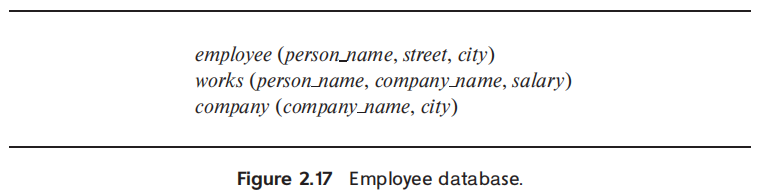 employee (person_name, street, city)
works (person_name, company_name, salary)
company (company_name, city)
Figure 2.17 Employee database.